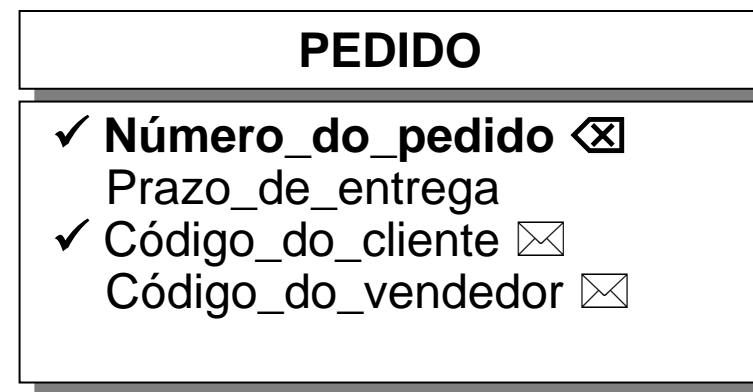 PEDIDO
✓ Número_do_pedido ⌫
Prazo_de_entrega
✓ Código_do_cliente ✉
Código_do_vendedor ✉